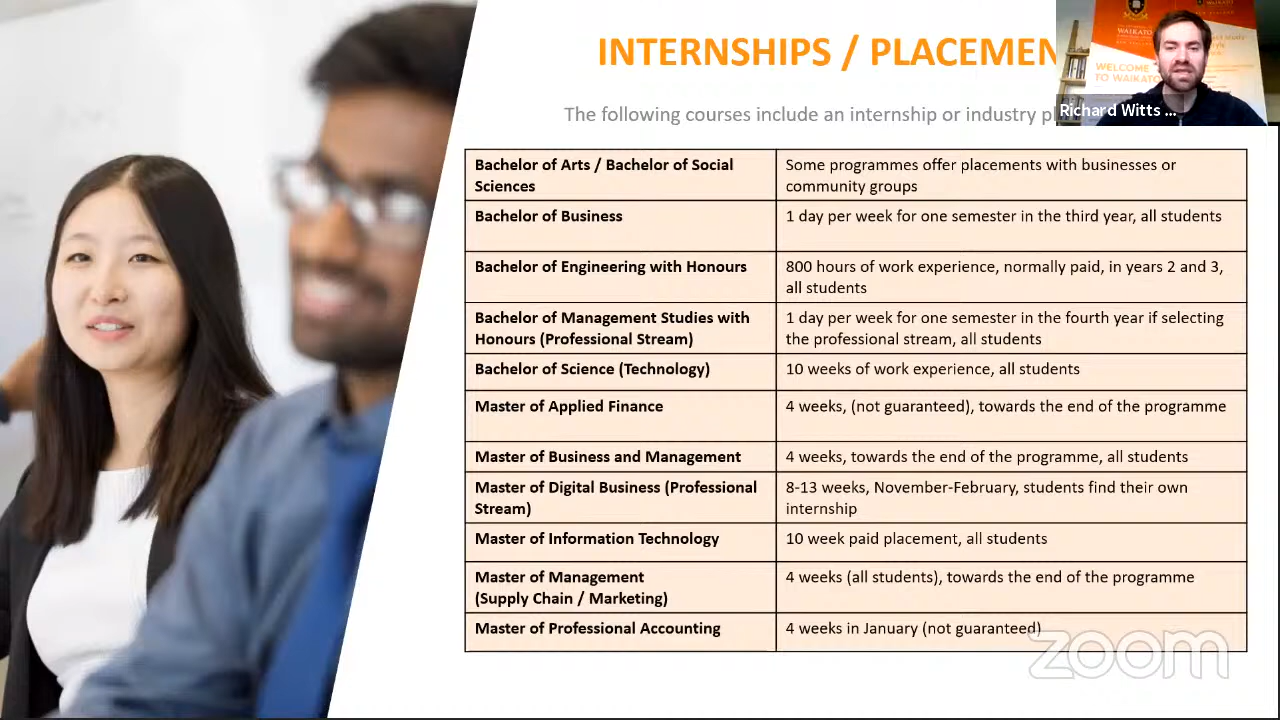 INTERNSHIPS / PLACEMEN
The following courses include an internship or industry
WAIKATO
WELCOME
TO WAIKATO
Richard Witts ...
Bachelor of Arts / Bachelor of Social
Sciences
Some programmes offer placements with businesses or
community groups
Bachelor of Business
1 day per week for one semester in the third year, all students
Bachelor of Engineering with Honours
800 hours of work experience, normally paid, in years 2 and 3,
all students
Bachelor of Management Studies with
Honours (Professional Stream)
1 day per week for one semester in the fourth year if selecting
the professional stream, all students
Bachelor of Science (Technology)
10 weeks of work experience, all students
Master of Applied Finance
4 weeks, (not guaranteed), towards the end of the programme
Master of Business and Management
4 weeks, towards the end of the programme, all students
Master of Digital Business (Professional
Stream)
8-13 weeks, November-February, students find their own
internship
Master of Information Technology
10 week paid placement, all students
Master of Management
(Supply Chain / Marketing)
4 weeks (all students), towards the end of the programme
Master of Professional Accounting
4 weeks in January (not guaranteed)
zoom